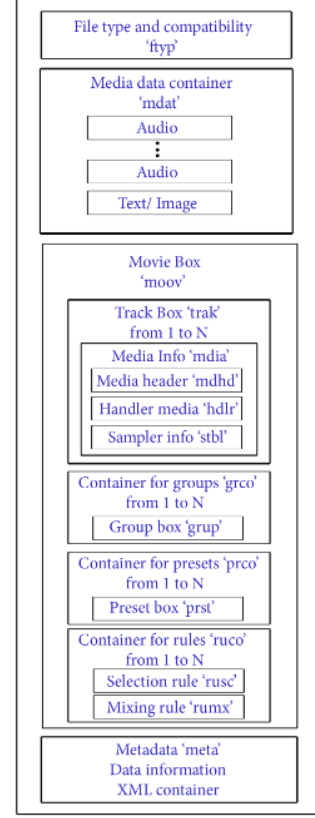 File type and compatibility
‘ftyp’
Media data container
‘mdat’
Audio
Audio
Text/ Image
Movie Box
‘moov’
Track Box ‘trak’
from 1 to N
Media Info ‘mdia’
Media header ‘mdhd’
Handler media ‘hdlr’
Sampler info ‘stbl’
Container for groups ‘grco’
from 1 to N
Group box ‘grup’
Container for presets ‘prco’
from 1 to N
Preset box ‘prst’
Container for rules ‘ruco’
from 1 to N
Selection rule ‘rusc’
Mixing rule ‘rumx’
Metadata ‘meta’
Data information
XML container